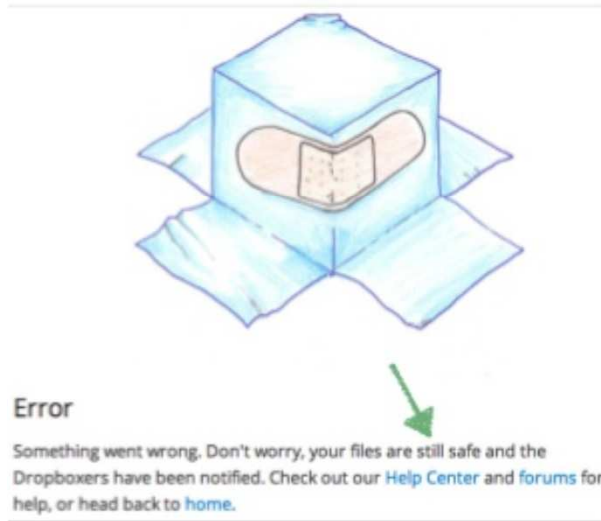 Error
Something went wrong. Don't worry, your files are still safe and the
Dropboxers have been notified. Check out our Help Center and forums for
help, or head back to home.